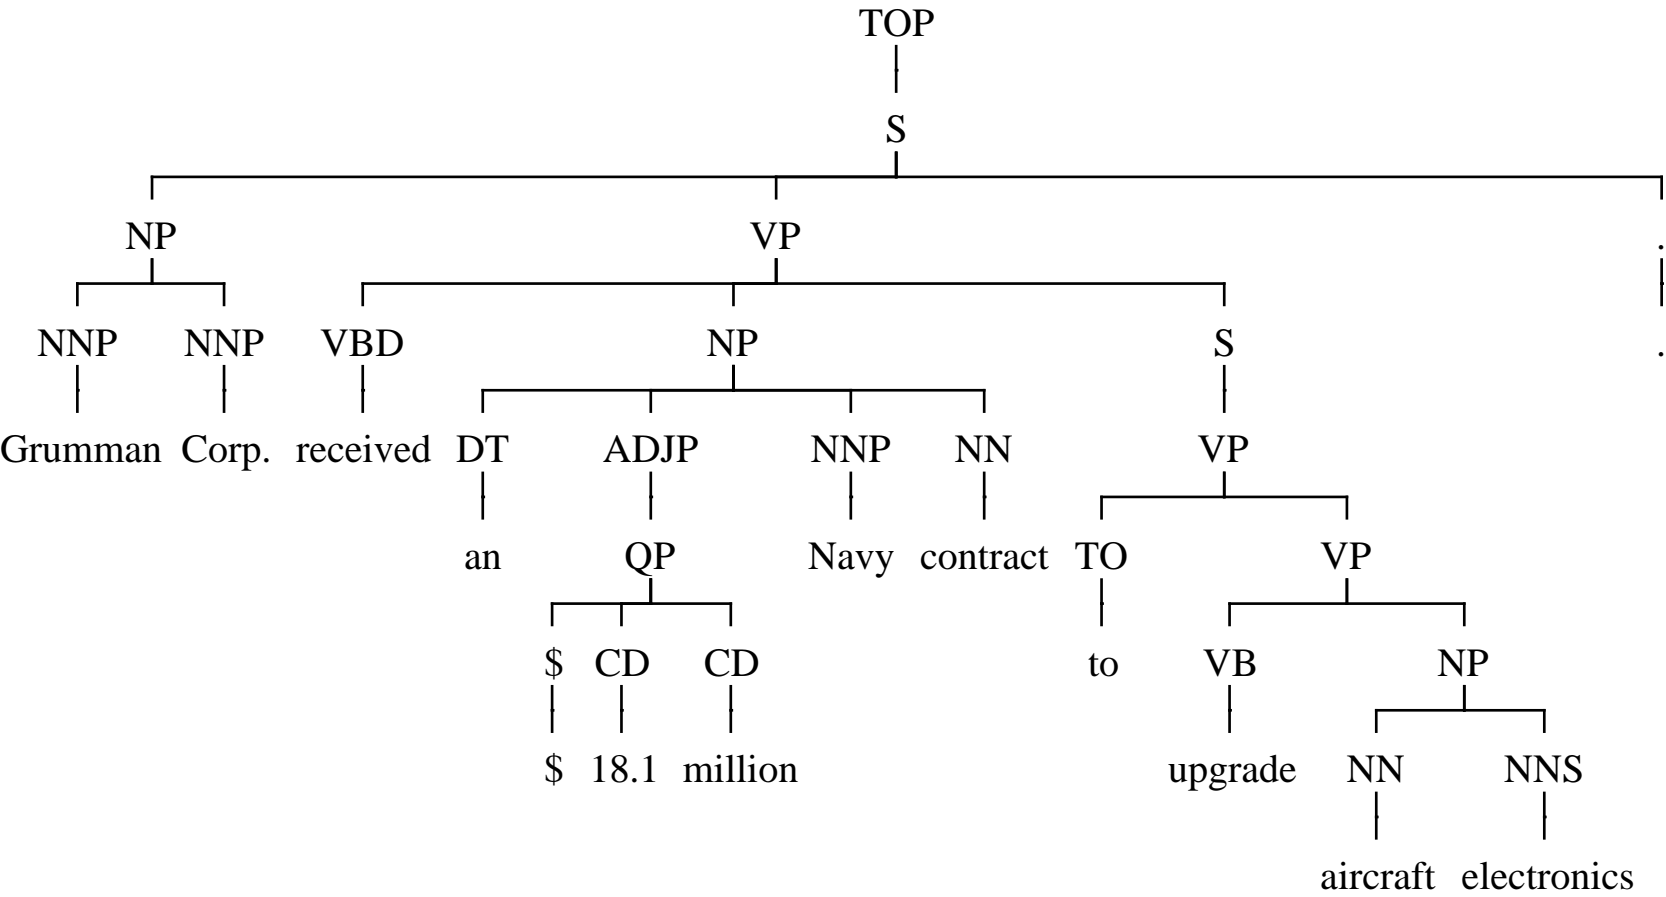 TOP
S
NP VP .
NNP NNP VBD NP S .
Grumman Corp. received DT ADJP NNP NN VP
an QP Navy contract TO VP
$ CD CD to VB NP
$ 18.1 million upgrade NN NNS
aircraft electronics